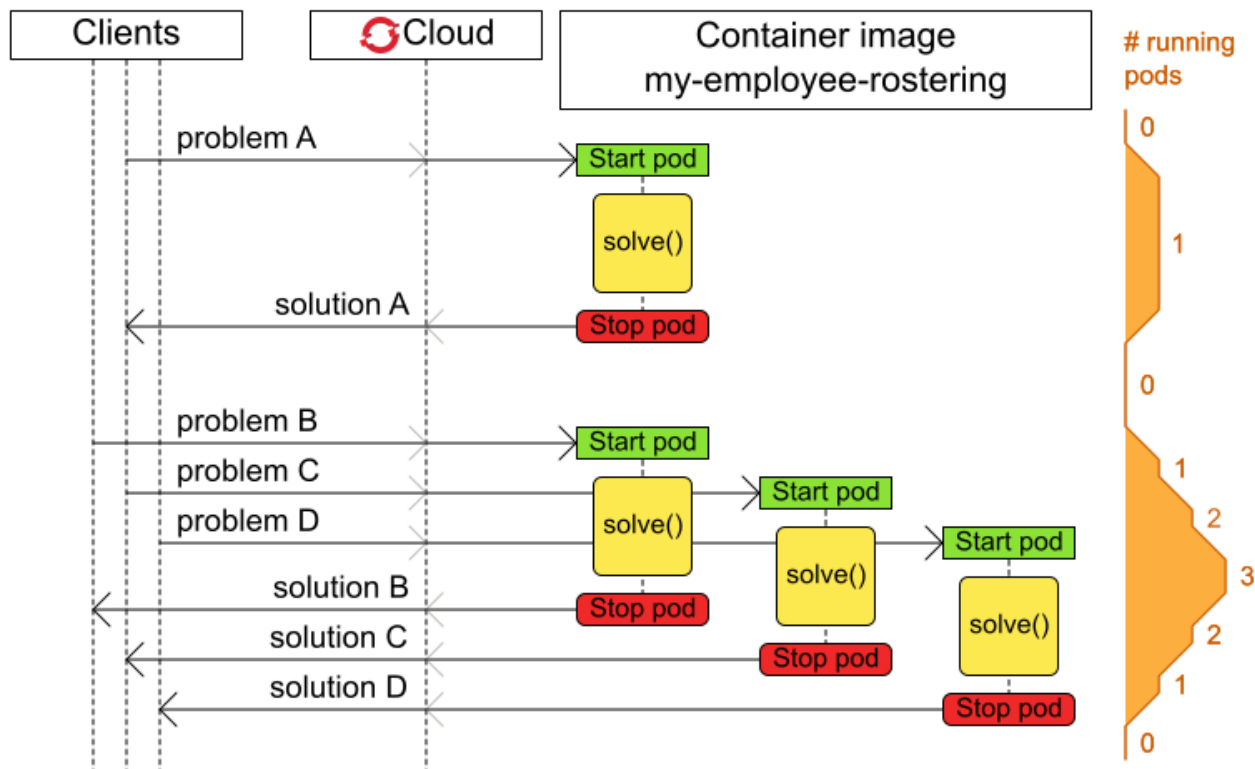 Clients
Cloud
Container image
my-employee-rostering
# running
pods
0
problem A
Start pod
solve()
1
solution A
Stop pod
0
problem B
Start pod
problem C
1
Start pod
problem D
solve()
2
Start pod
solve()
3
solution B
Stop pod
solve()
solution C
2
Stop pod
solution D
1
Stop pod
0